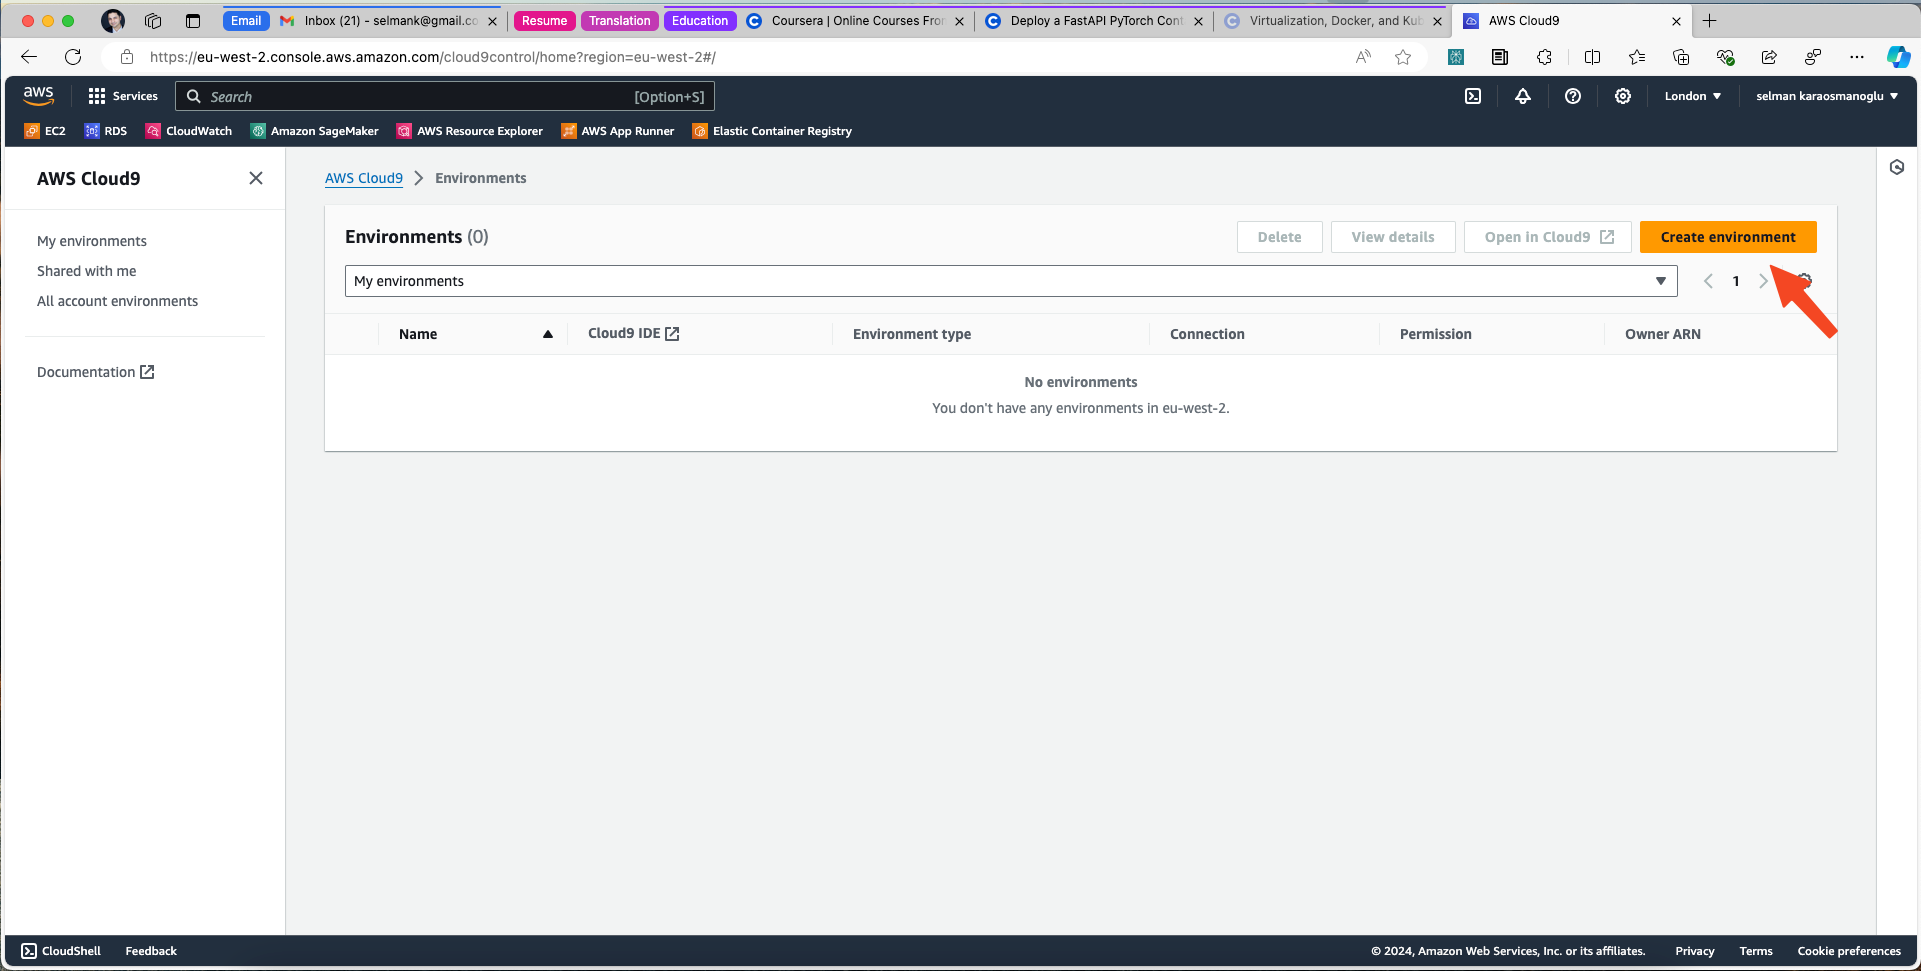 Email
Inbox (21) - selmank@gmail.co
Resume
Translation
Education
Coursera | Online Courses Fro
Deploy a FastAPI PyTorch Cont
Virtualization, Docker, and Kub
AWS Cloud9
https://eu-west-2.console.aws.amazon.com/cloud9control/home?region=eu-west-2#/
aws
Services
Search
[Option+S]
London
selman karaosmanoglu
EC2
RDS
CloudWatch
Amazon SageMaker
AWS Resource Explorer
AWS App Runner
Elastic Container Registry
AWS Cloud9
My environments
Shared with me
All account environments
Documentation
AWS Cloud9
Environments
Environments (0)
Delete
View details
Open in Cloud9
Create environment
My environments
1
Name
Cloud9 IDE
Environment type
Connection
Permission
Owner ARN
No environments
You don't have any environments in eu-west-2.
CloudShell
Feedback
© 2024, Amazon Web Services, Inc. or its affiliates.
Privacy
Terms
Cookie preferences